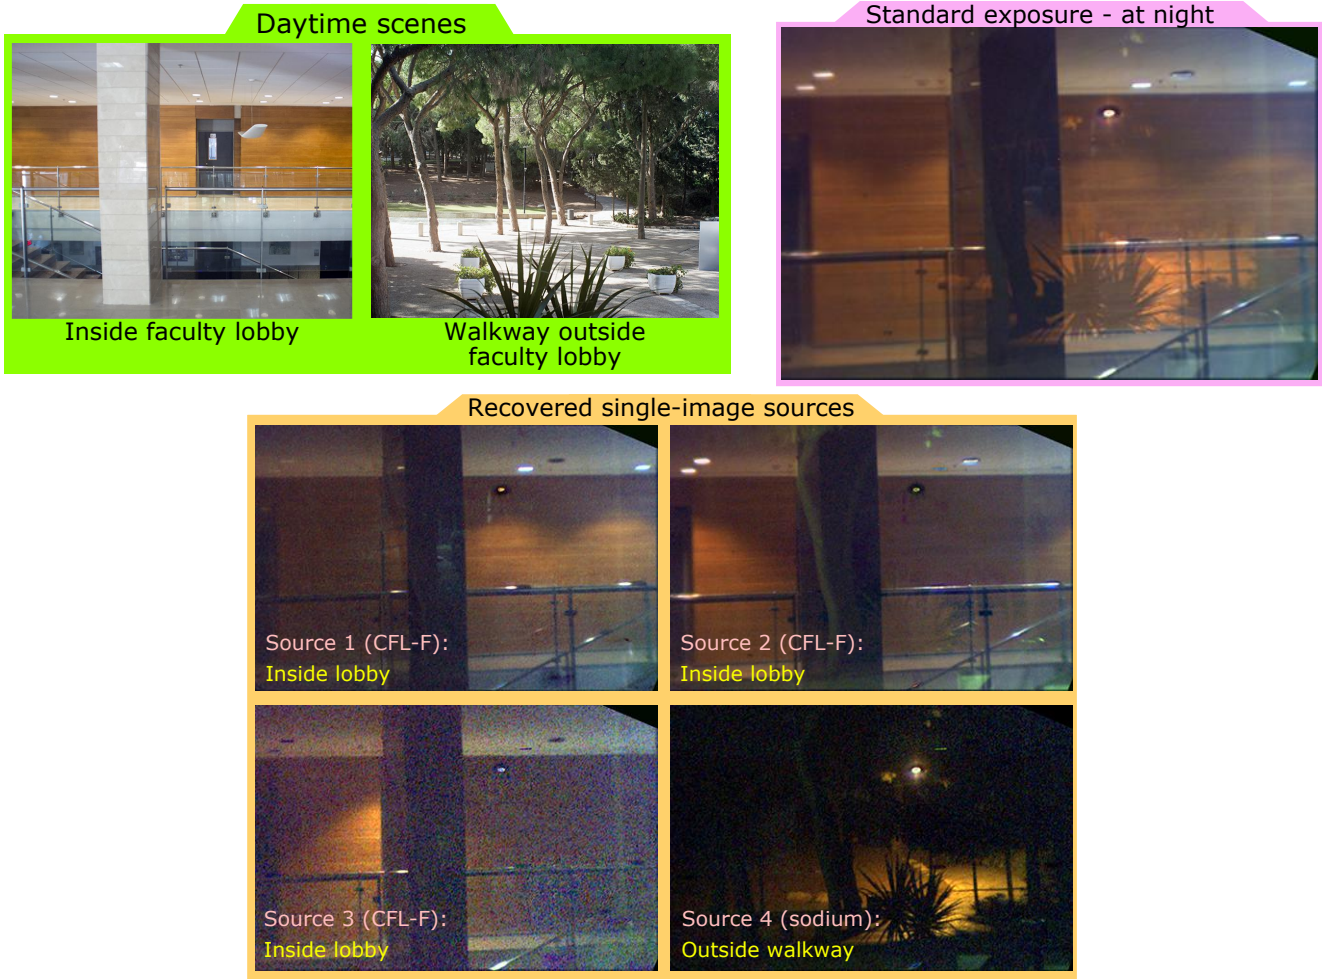 Daytime scenes
Inside faculty lobby
Walkway outside
faculty lobby
Standard exposure - at night
Recovered single-image sources
Source 1 (CFL-F):
Inside lobby
Source 2 (CFL-F):
Inside lobby
Source 3 (CFL-F):
Inside lobby
Source 4 (sodium):
Outside walkway